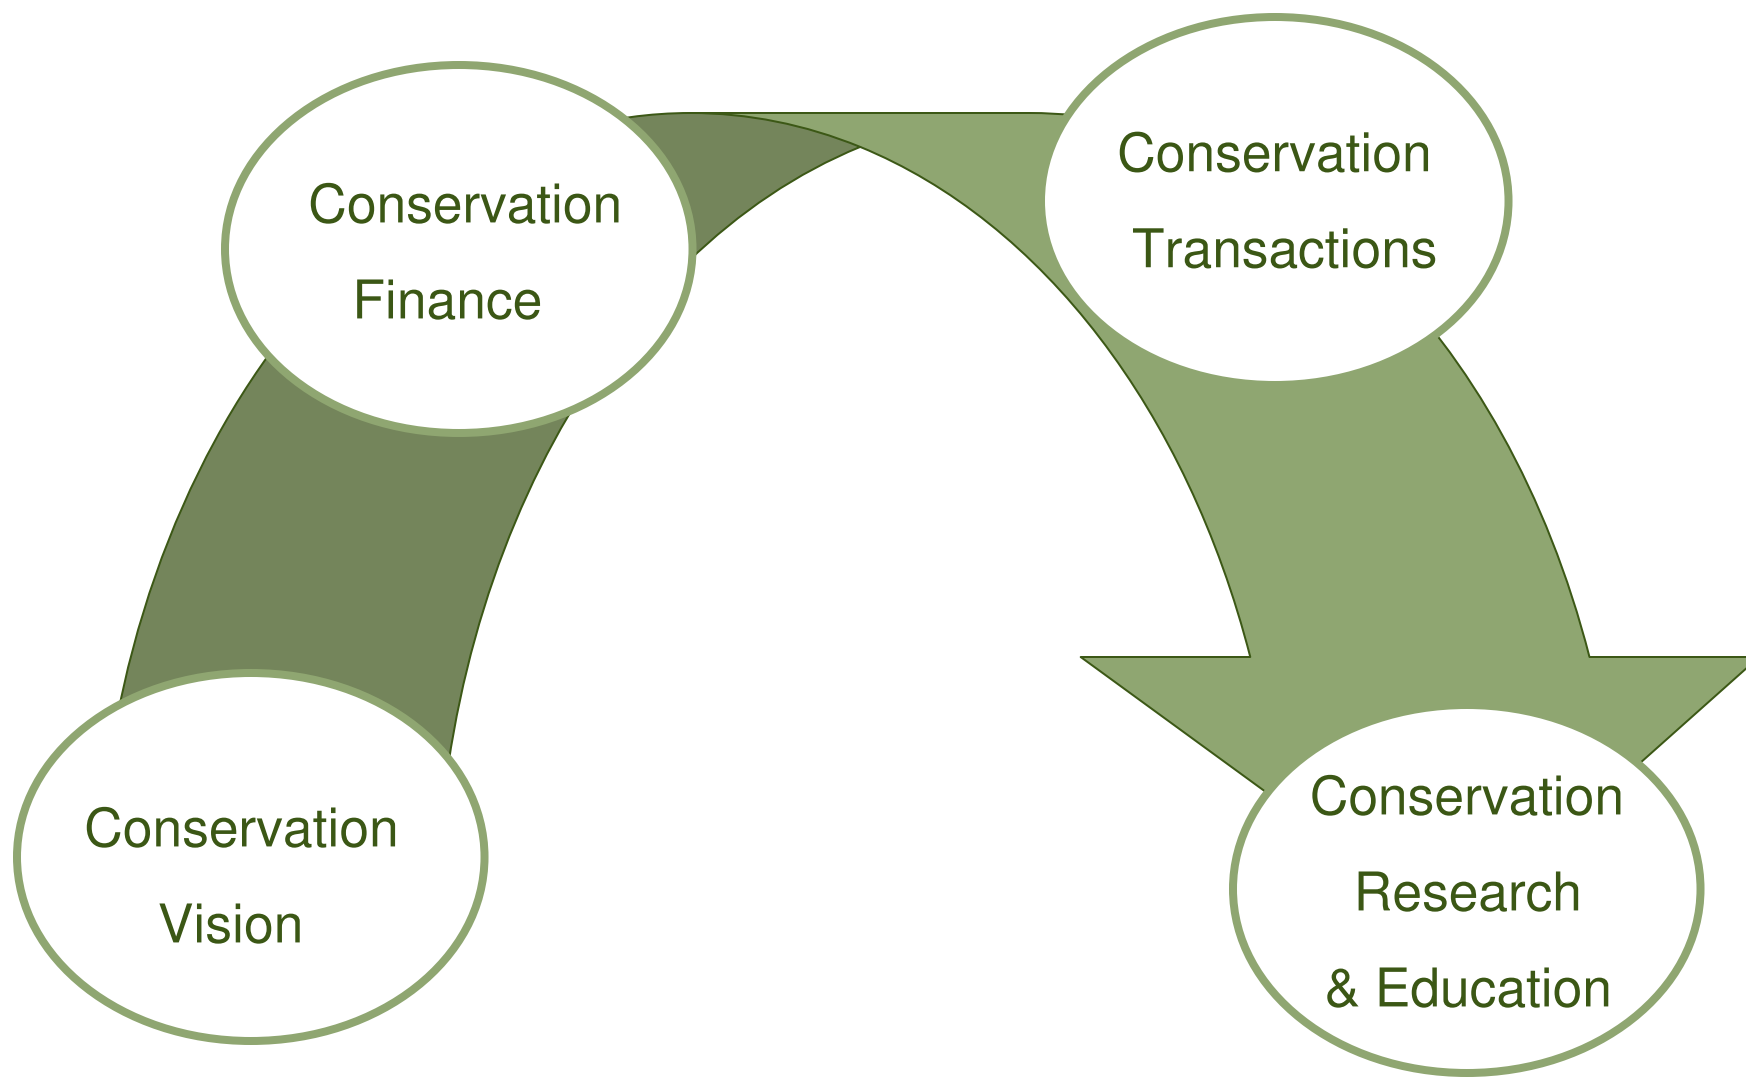 Conservation
Vision
Conservation
Finance
Conservation
Transactions
Conservation
Research
& Education